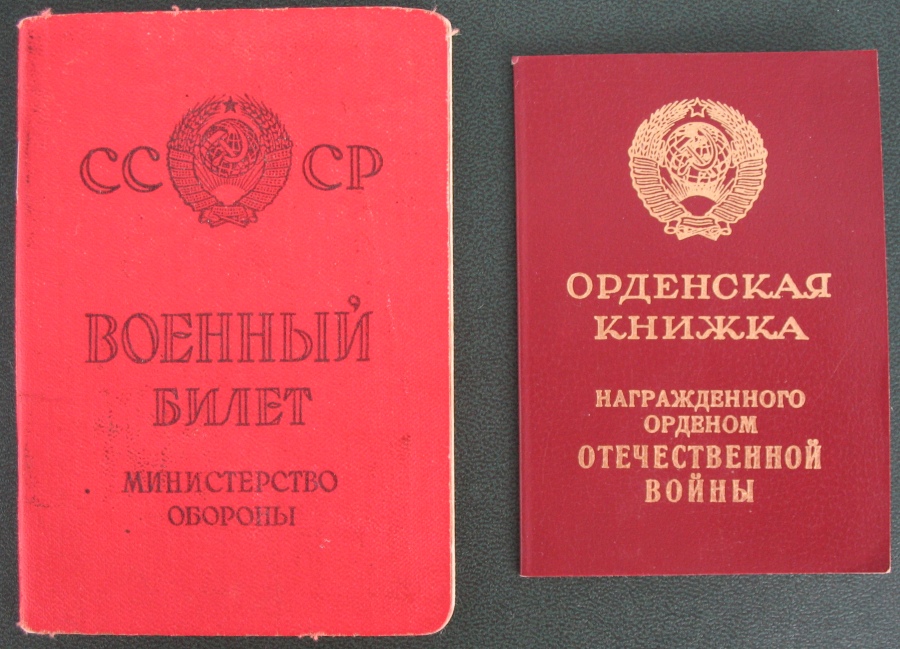 СССР
ВОЕННЫЙ
БИЛЕТ
МИНИСТЕРСТВО
ОБОРОНЫ
ОРДЕНСКАЯ
КНИЖКА
НАГРАЖДЕННОГО
ОРДЕНОМ
ОТЕЧЕСТВЕННОЙ
ВОЙНЫ